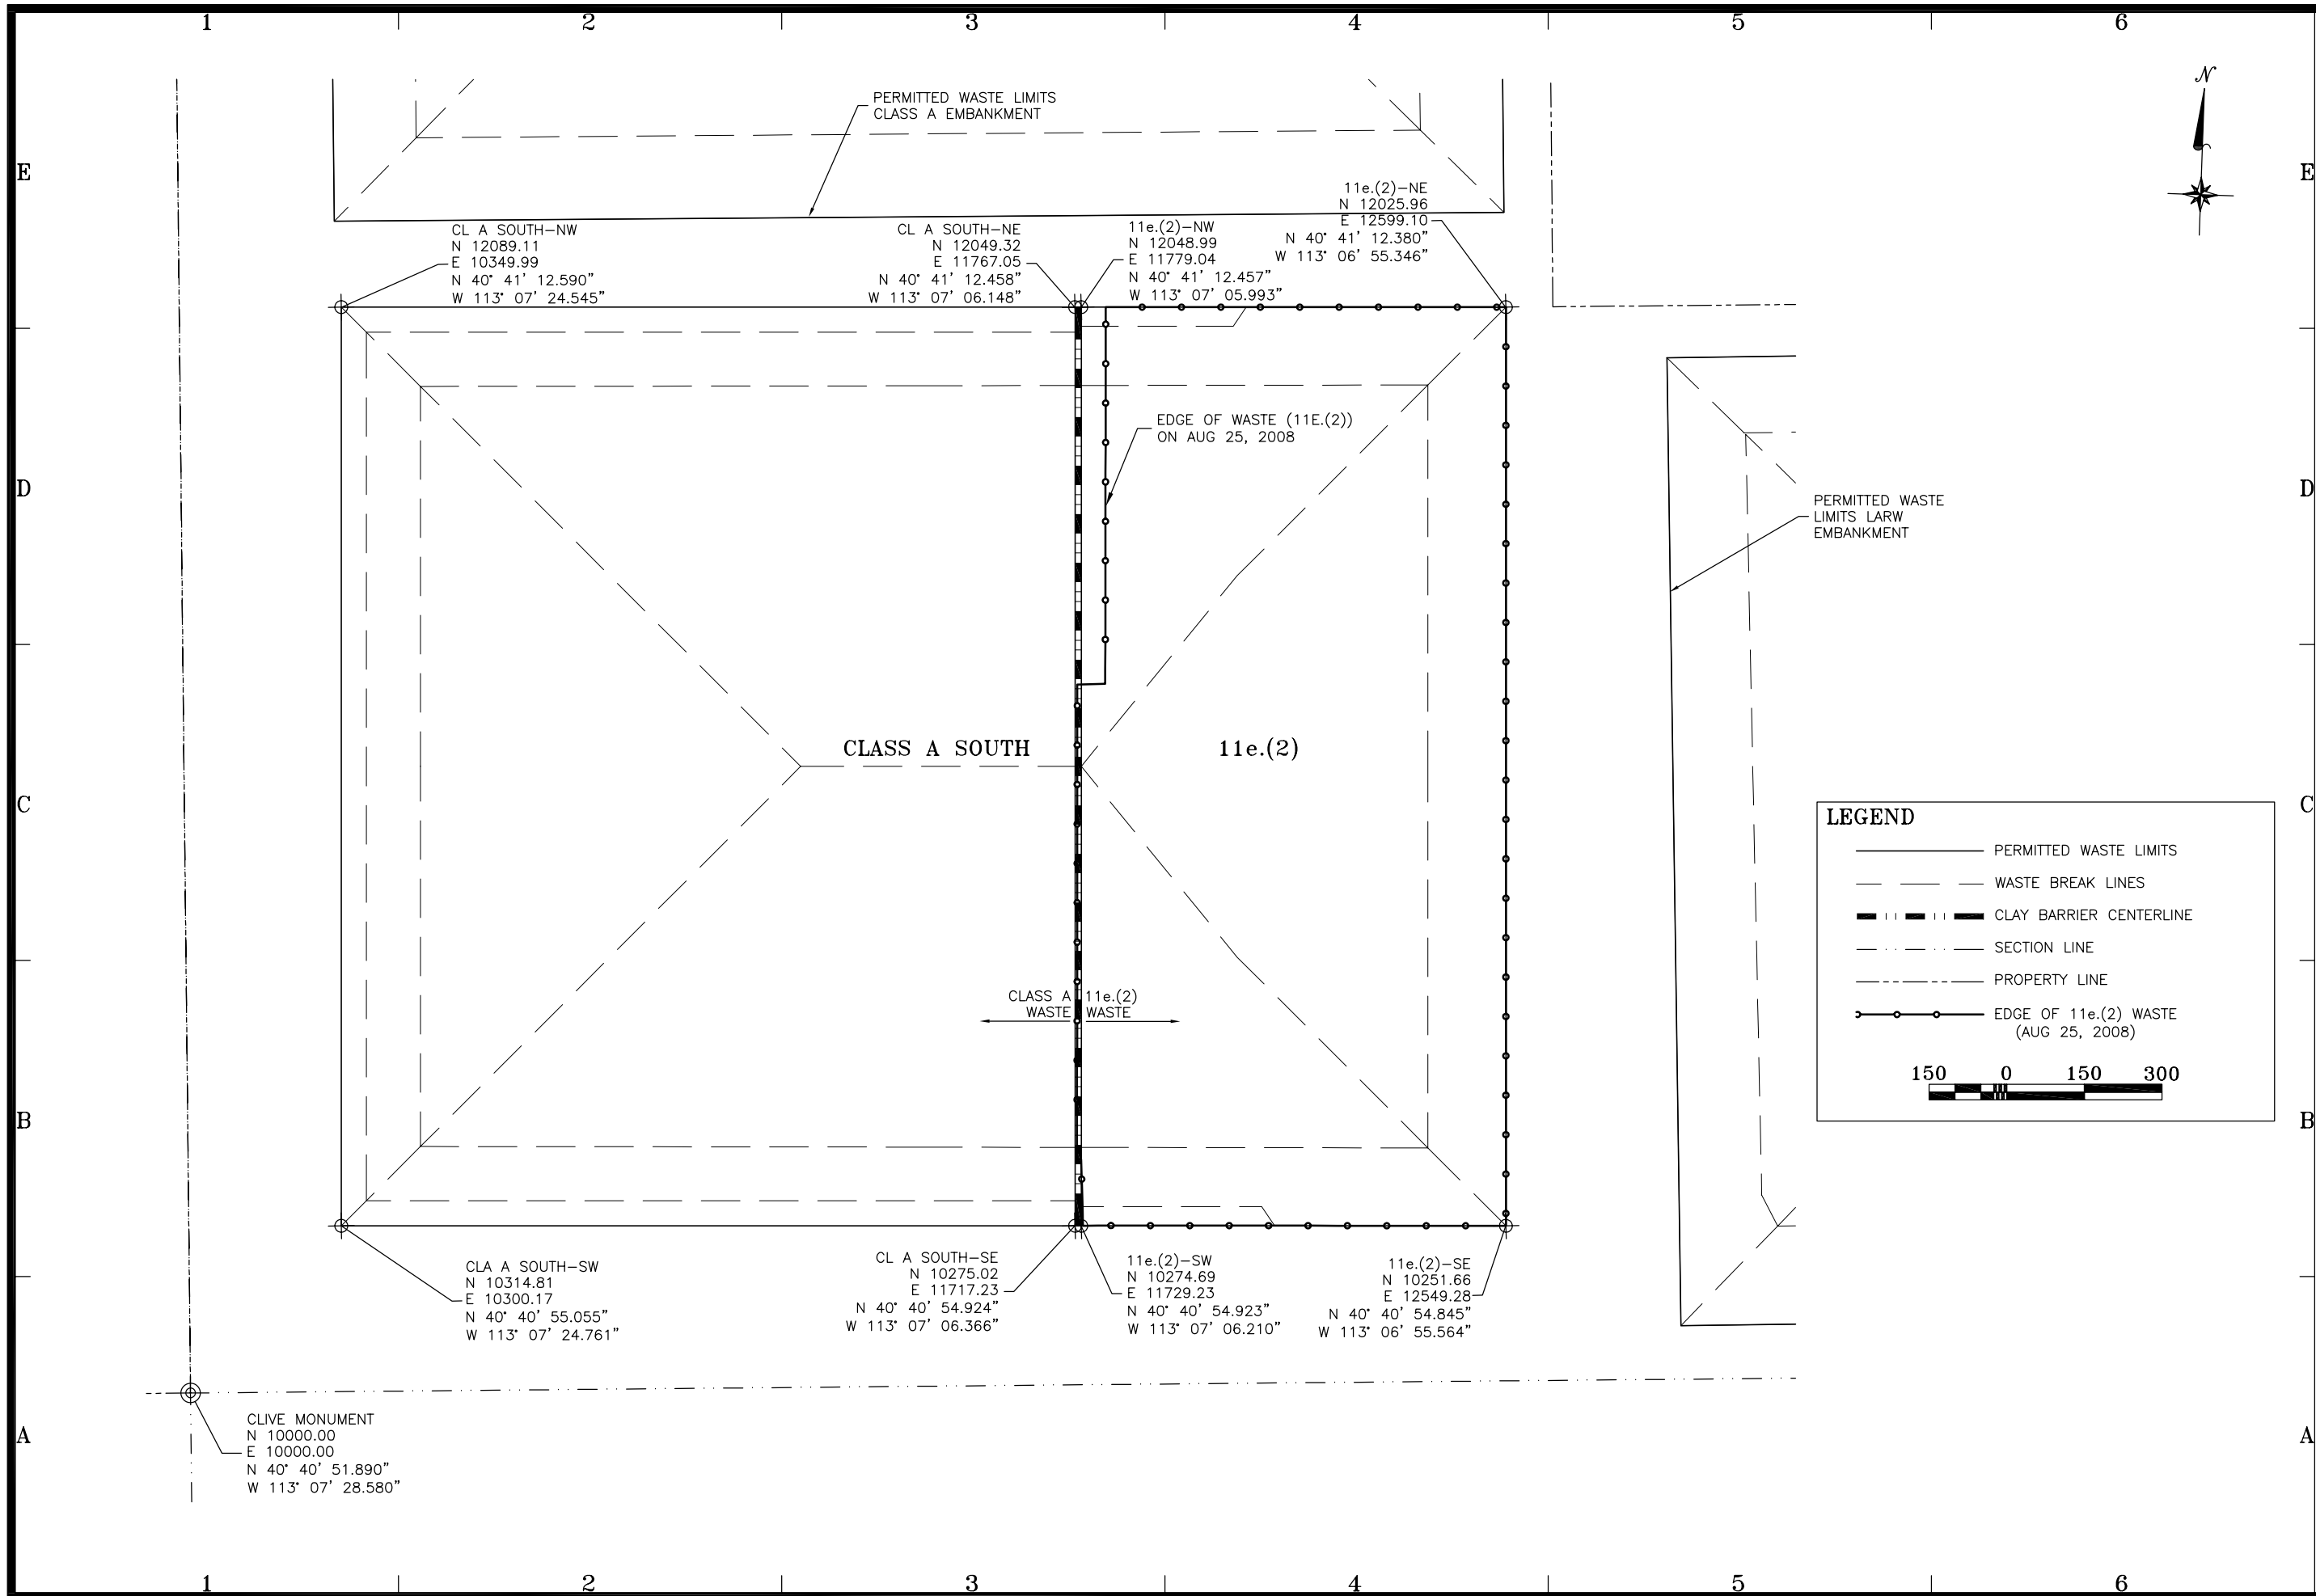 1 2 3 4 5 6
N
PERMITTED WASTE LIMITS
CLASS A EMBANKMENT
E E
11e.(2)–NE
N 12025.96
E 12599.10
N 40° 41' 12.380"
W 113° 06' 55.346"
CL A SOUTH–NW
N 12089.11
E 10349.99
N 40° 41' 12.590"
W 113° 07' 24.545"
CL A SOUTH–NE
N 12049.32
E 11767.05
N 40° 41' 12.458"
W 113° 07' 06.148"
11e.(2)–NW
N 12048.99
E 11779.04
N 40° 41' 12.457"
W 113° 07' 05.993"
EDGE OF WASTE (11E.(2))
ON AUG 25, 2008
D D
PERMITTED WASTE
LIMITS LARW
EMBANKMENT
CLASS A SOUTH
11e.(2)
C C
LEGEND
PERMITTED WASTE LIMITS
WASTE BREAK LINES
CLAY BARRIER CENTERLINE
SECTION LINE
PROPERTY LINE
EDGE OF 11e.(2) WASTE
(AUG 25, 2008)
150 0 150 300
CLASS A
WASTE
11e.(2)
WASTE
B B
CLA A SOUTH–SW
N 10314.81
E 10300.17
N 40° 40' 55.055"
W 113° 07' 24.761"
CL A SOUTH–SE
N 10275.02
E 11717.23
N 40° 40' 54.924"
W 113° 07' 06.366"
11e.(2)–SW
N 10274.69
E 11729.23
N 40° 40' 54.923"
W 113° 07' 06.210"
11e.(2)–SE
N 10251.66
E 12549.28
N 40° 40' 54.845"
W 113° 06' 55.564"
CLIVE MONUMENT
N 10000.00
E 10000.00
N 40° 40' 51.890"
W 113° 07' 28.580"
A A
1 2 3 4 5 6